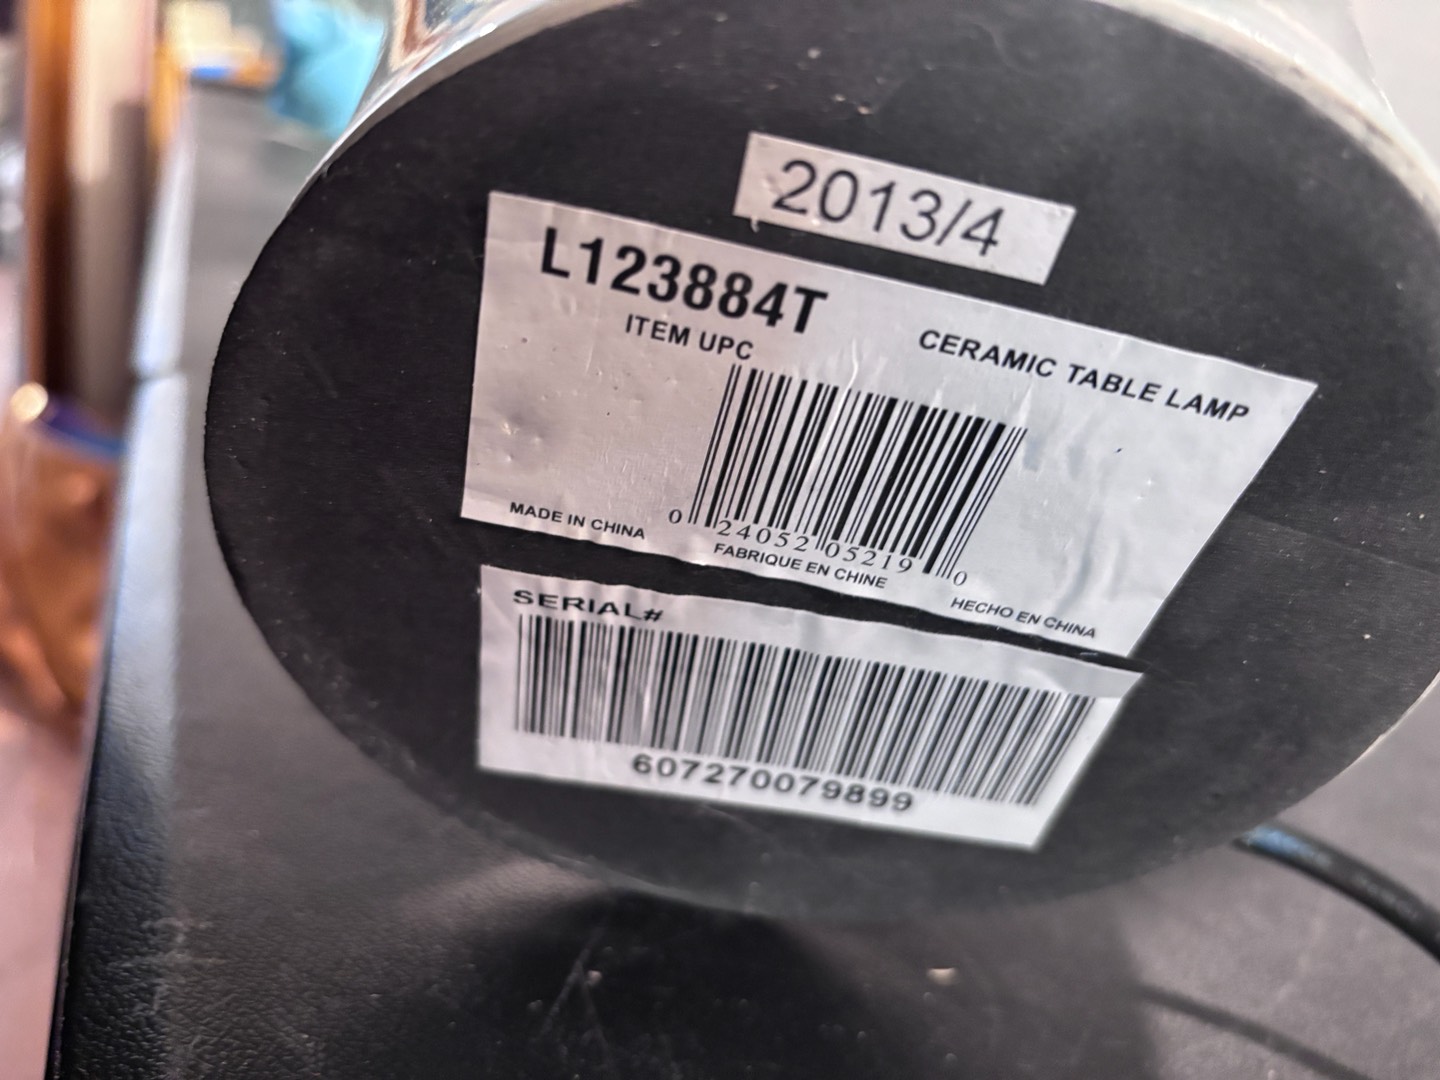 2013/4
L123884T
ITEM UPC
CERAMIC TABLE LAMP
0 24052 05219 0
MADE IN CHINA
FABRIQUE EN CHINE
HECHO EN CHINA
SERIAL#
607270079899